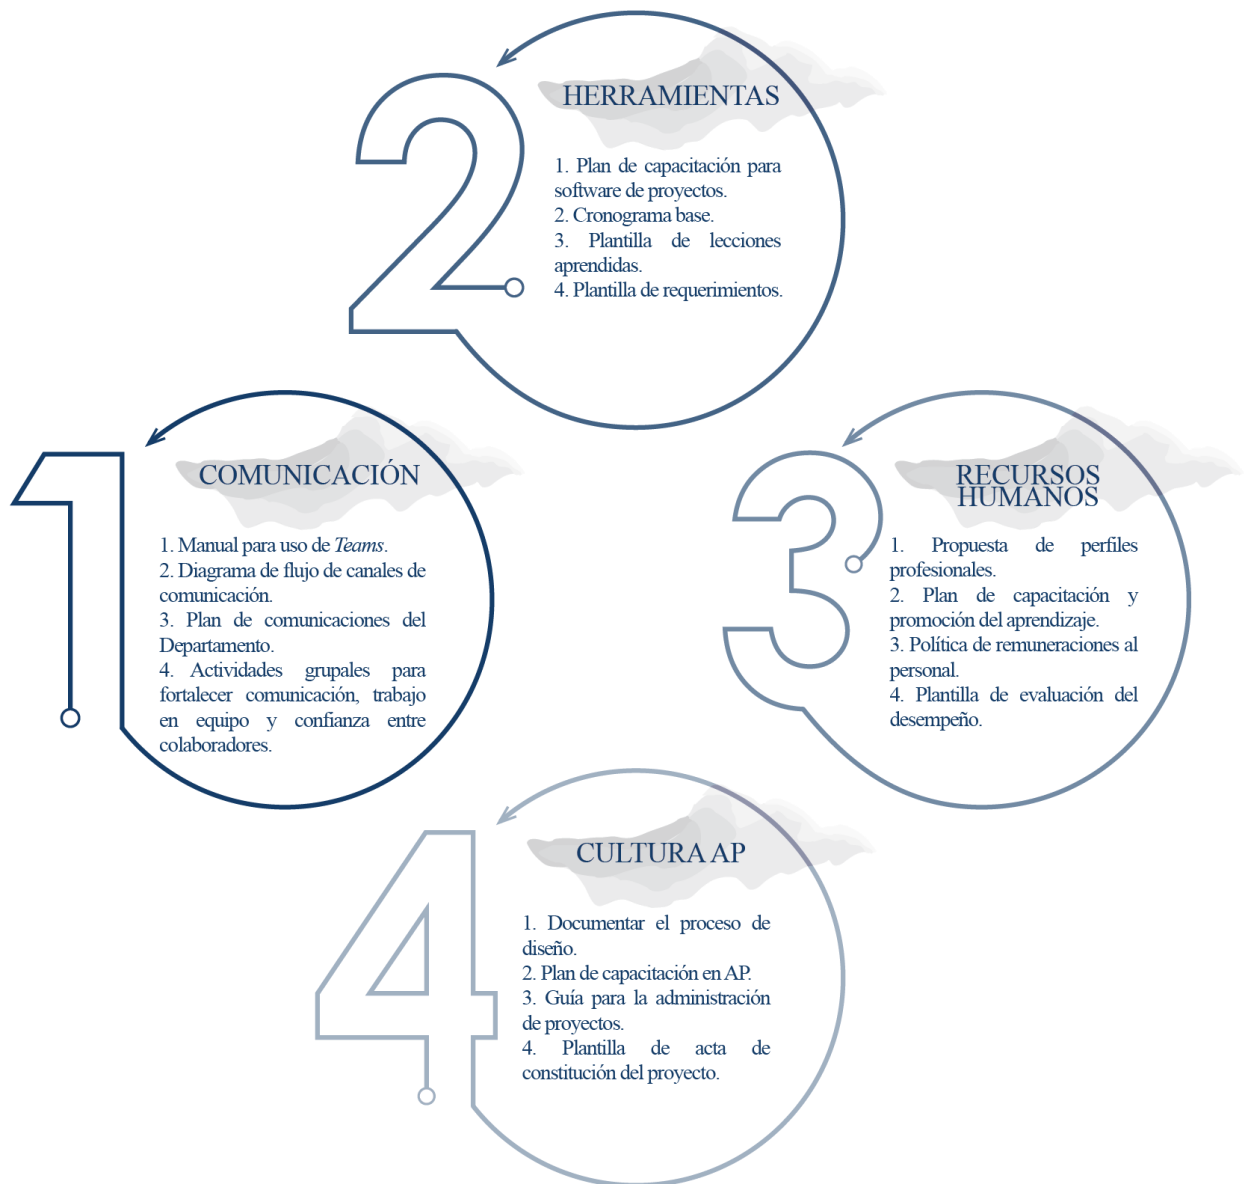 2
HERRAMIENTAS
1. Plan de capacitación para
software de proyectos.
2. Cronograma base.
3. Plantilla de lecciones
aprendidas.
4. Plantilla de requerimientos.
1
COMUNICACIÓN
1. Manual para uso de Teams.
2. Diagrama de flujo de canales de
comunicación.
3. Plan de comunicaciones del
Departamento.
4. Actividades grupales para
fortalecer comunicación, trabajo
en equipo y confianza entre
colaboradores.
3
RECURSOS
HUMANOS
1. Propuesta de perfiles
profesionales.
2. Plan de capacitación y
promoción del aprendizaje.
3. Política de remuneraciones al
personal.
4. Plantilla de evaluación del
desempeño.
4
CULTURA AP
1. Documentar el proceso de
diseño.
2. Plan de capacitación en AP.
3. Guía para la administración
de proyectos.
4. Plantilla de acta de
constitución del proyecto.